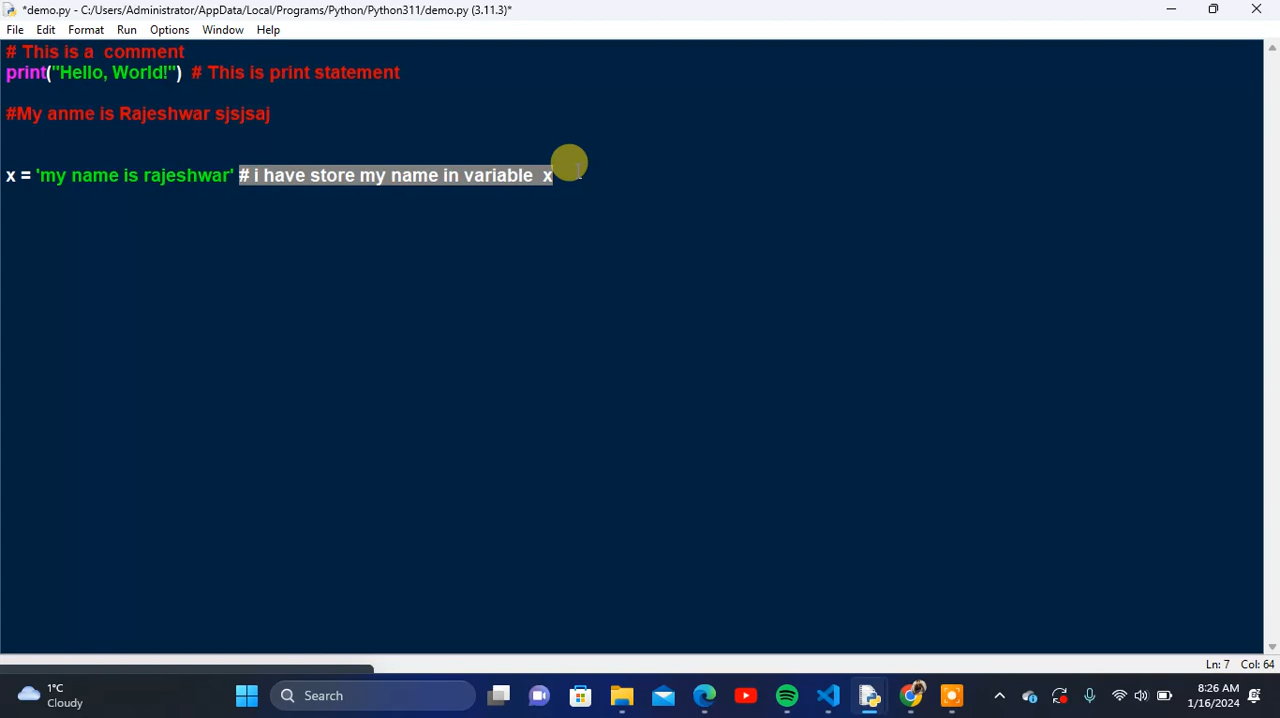 *demo.py - C:/Users/Administrator/AppData/Local/Programs/Python/Python311/demo.py (3.11.3)*
File Edit Format Run Options Window Help
# This is a  comment
print("Hello, World!")  # This is print statement
#My anme is Rajeshwar sjsjsaj
x = 'my name is rajeshwar' # i have store my name in variable  x
Ln: 7 Col: 64
1°C
Cloudy
Search
8:26 AM
1/16/2024